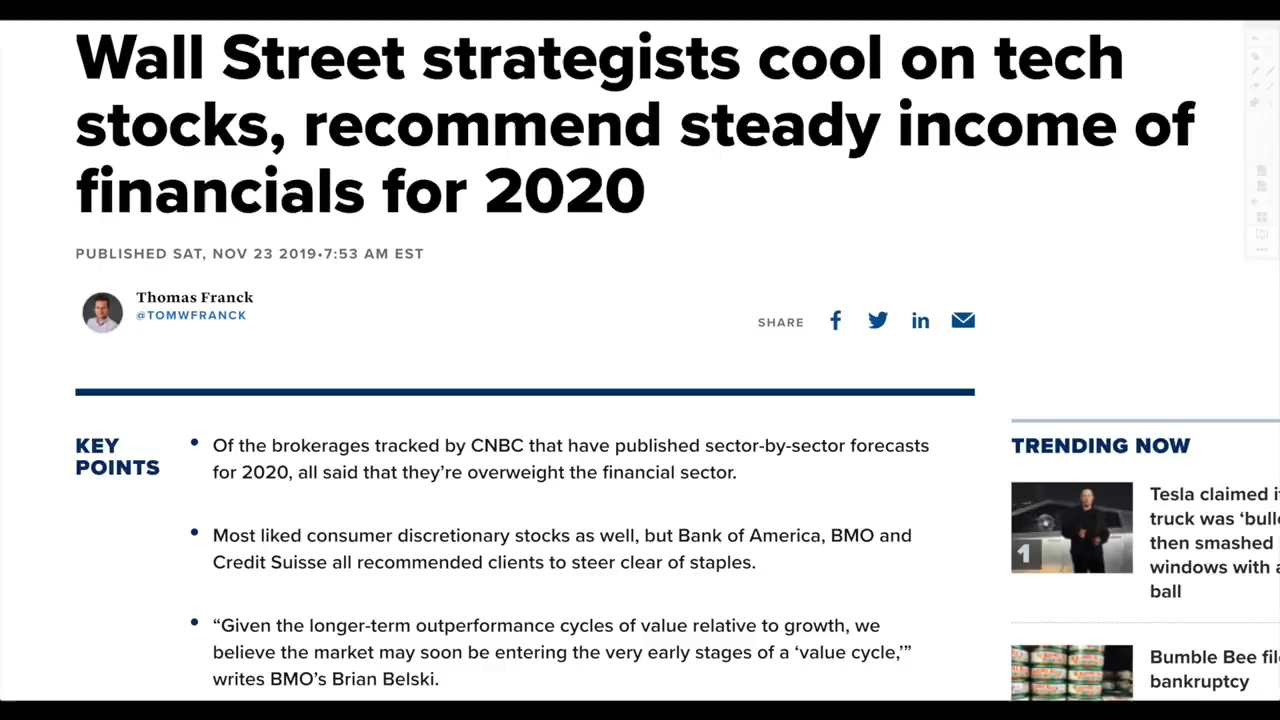 Wall Street strategists cool on tech
stocks, recommend steady income of
financials for 2020
PUBLISHED SAT, NOV 23 2019•7:53 AM EST
Thomas Franck
@TOMWFRANCK
SHARE
KEY
POINTS
• Of the brokerages tracked by CNBC that have published sector-by-sector forecasts
for 2020, all said that they’re overweight the financial sector.
• Most liked consumer discretionary stocks as well, but Bank of America, BMO and
Credit Suisse all recommended clients to steer clear of staples.
• “Given the longer-term outperformance cycles of value relative to growth, we
believe the market may soon be entering the very early stages of a ‘value cycle,’”
writes BMO’s Brian Belski.
TRENDING NOW
1
Tesla claimed i
truck was ‘bull
then smashed
windows with a
ball
Bumble Bee fil
bankruptcy